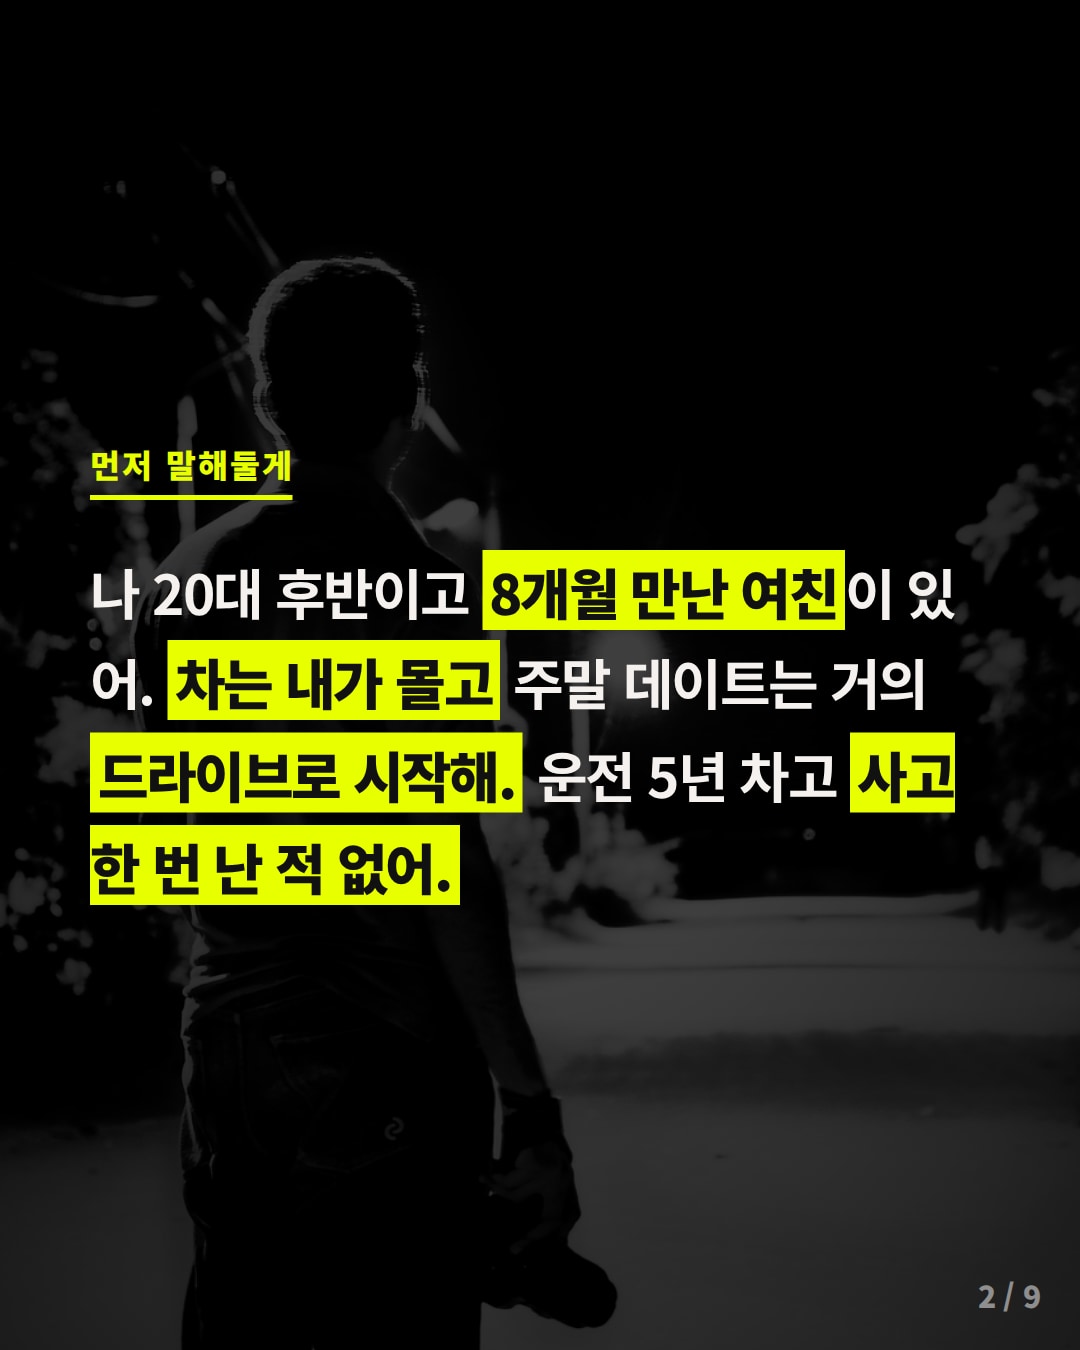 먼저 말해둘게
나 20대 후반이고 8개월 만난 여친이 있
어. 차는 내가 몰고 주말 데이트는 거의
드라이브로 시작해. 운전 5년 차고 사고
한 번 난 적 없어.
2 / 9